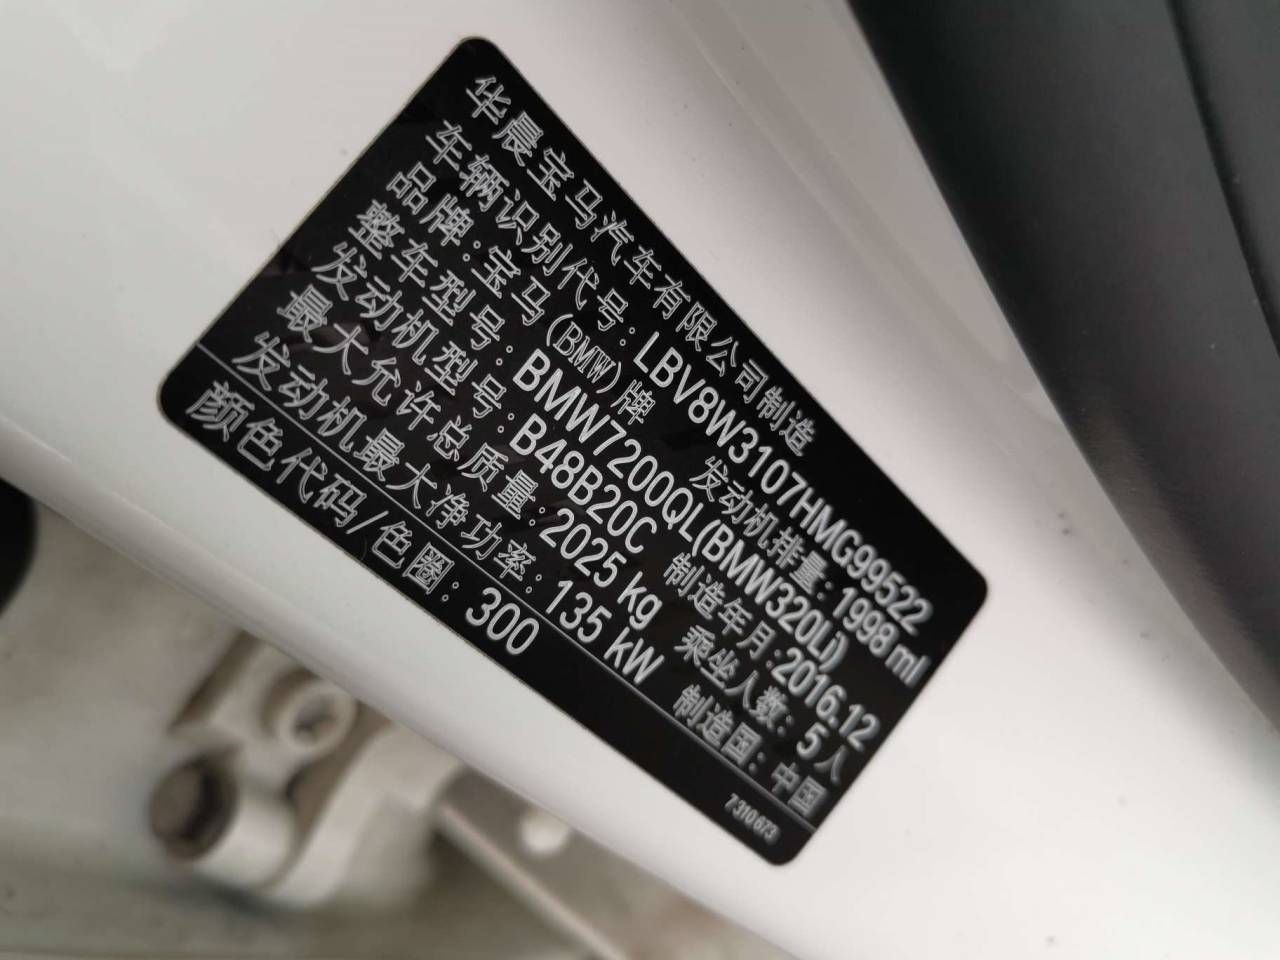 华晨宝马汽车有限公司制造
车辆识别代号: LBV8W3107HMG99522
品牌:宝马(BMW)牌 发动机排量: 1998 ml
整车型号: BMW7200QL(BMW320Li)
发动机型号: B48B20C 制造年月:2016.12
最大允许总质量: 2025 kg 乘坐人数: 5人
发动机最大净功率: 135 kW 制造国: 中国
颜色代码/色圈: 300
7310673